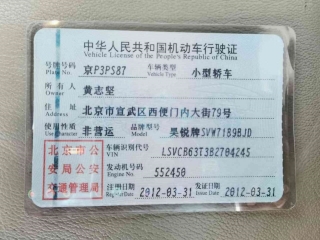 中华人民共和国机动车行驶证
Vehicle License of the People's Republic of China
号牌号码 京P3PS87 车辆类型 小型轿车
Plate No. Vehicle Type
所有人 黄志坚
Owner
住址 北京市宣武区西便门内大街79号
Address
使用性质 非营运 品牌型号 昊锐牌SVW71B9BJD
北京市公安局公安交通管理局
车辆识别代号 LSVCB63T3B2704245
VIN
发动机号码 552450
Engine No.
注册日期 2012-03-31 发证日期 2012-03-31
Register Date Issue Date